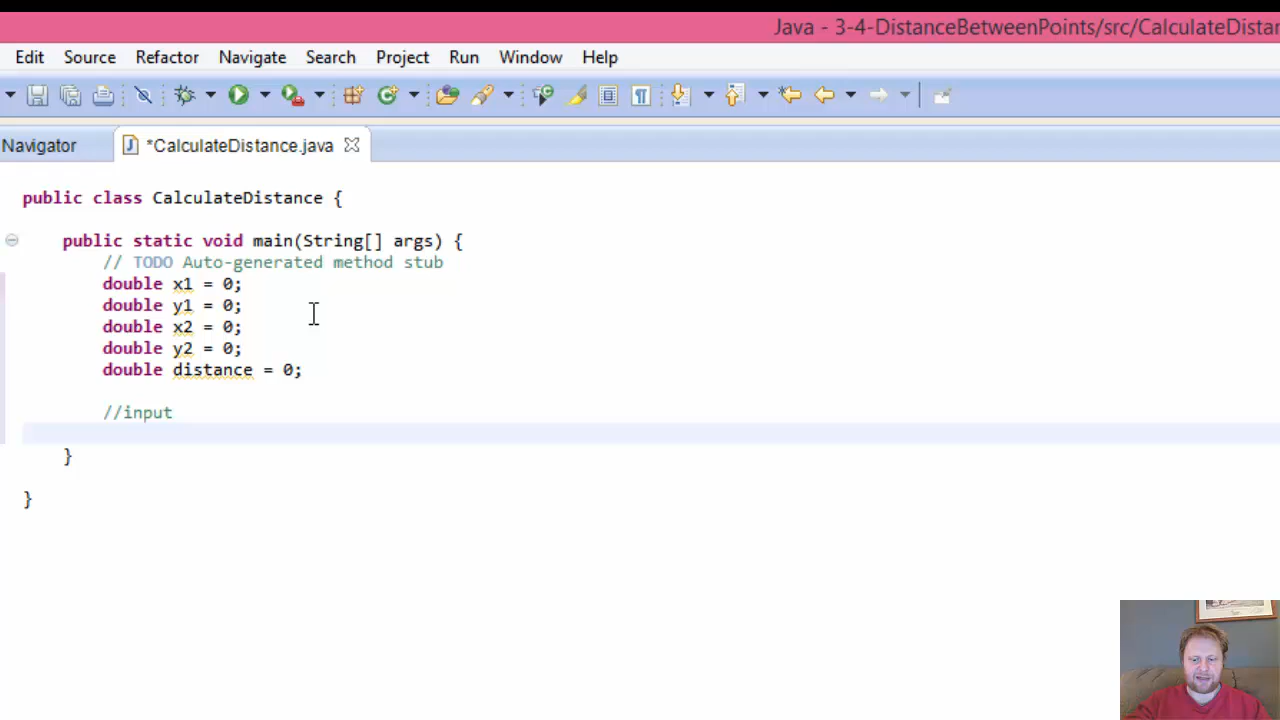 Java - 3-4-DistanceBetweenPoints/src/CalculateDistan
Edit Source Refactor Navigate Search Project Run Window Help
Navigator *CalculateDistance.java
public class CalculateDistance {
public static void main(String[] args) {
// TODO Auto-generated method stub
double x1 = 0;
double y1 = 0;
double x2 = 0;
double y2 = 0;
double distance = 0;
//input
}
}